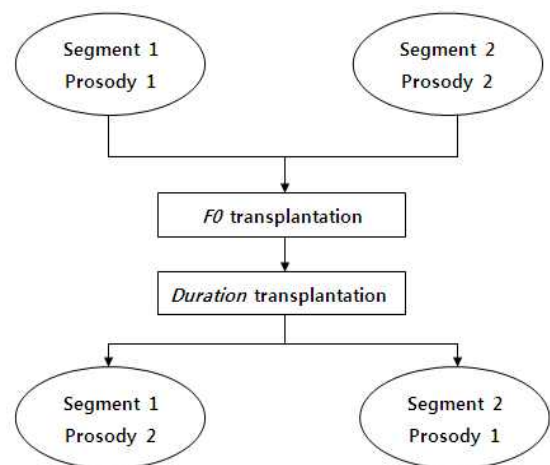 Segment 1
Prosody 1
Segment 2
Prosody 2
F0 transplantation
Duration transplantation
Segment 1
Prosody 2
Segment 2
Prosody 1